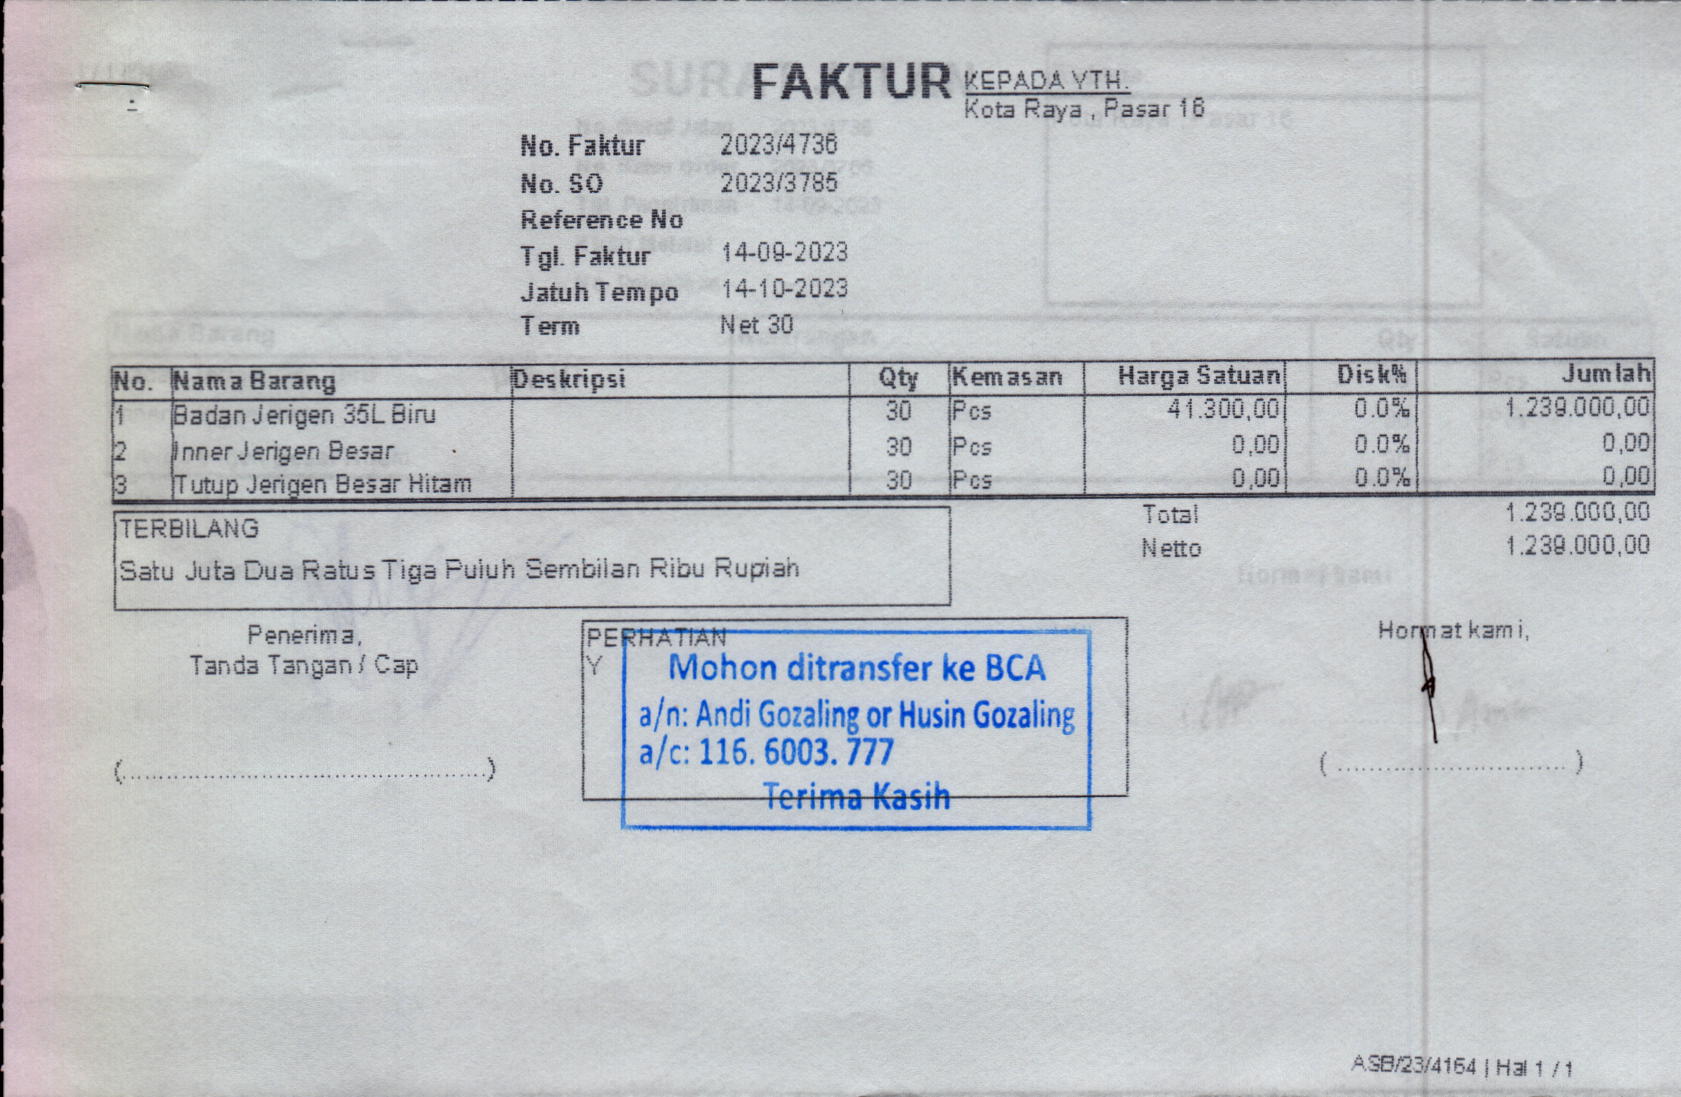 FAKTUR
KEPADA YTH.
Kota Raya , Pasar 16
No. Faktur 2023/4736
No. SO 2023/3785
Reference No
Tgl. Faktur 14-09-2023
Jatuh Tempo 14-10-2023
Term Net 30
No. Nama Barang Deskripsi Qty Kemasan Harga Satuan Disk% Jumlah
1 Badan Jerigen 35L Biru 30 Pcs 41.300,00 0.0% 1.239.000,00
2 Inner Jerigen Besar 30 Pcs 0,00 0.0% 0,00
3 Tutup Jerigen Besar Hitam 30 Pcs 0,00 0.0% 0,00
Total 1.239.000,00
Netto 1.239.000,00
TERBILANG
Satu Juta Dua Ratus Tiga Puluh Sembilan Ribu Rupiah
Penerima,
Tanda Tangan / Cap
(................................................)
PERHATIAN
Y
Mohon ditransfer ke BCA
a/n: Andi Gozaling or Husin Gozaling
a/c: 116. 6003. 777
Terima Kasih
Hormat kami,
( ............................. )
ASB/23/4164 | Hal 1 / 1